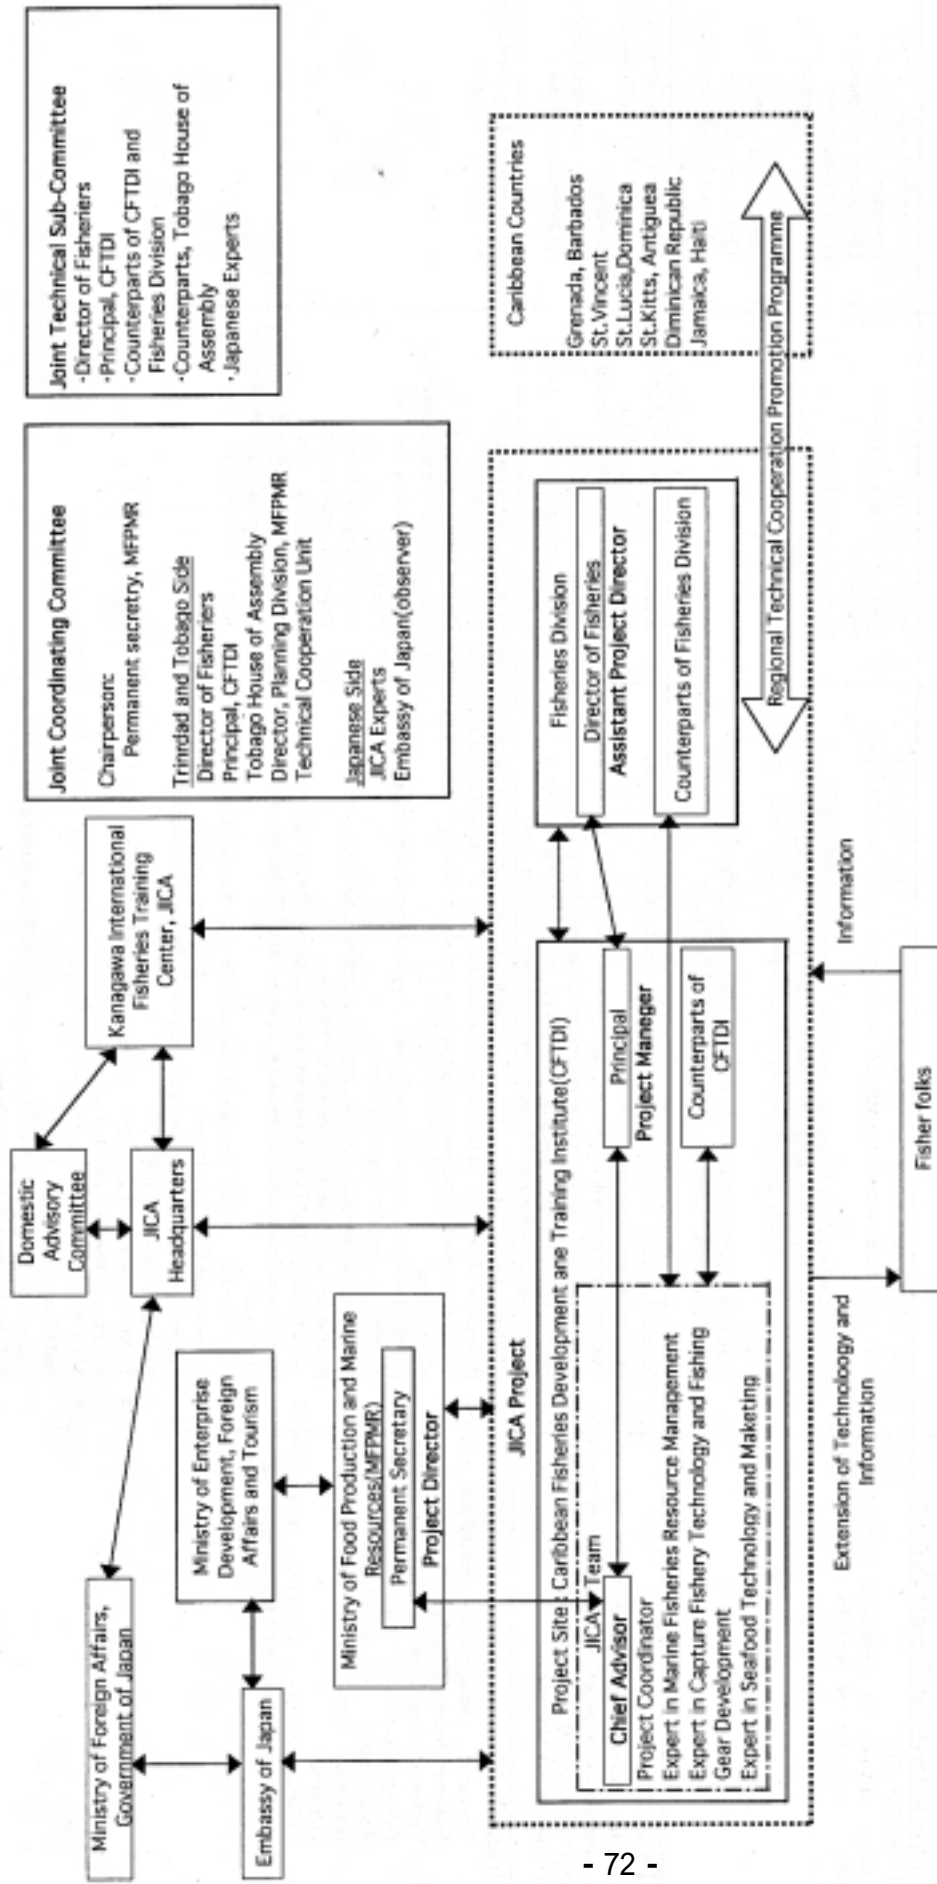 Ministry of Foreign Affairs,
Goverment of Japan
Embassy of Japan
Ministry of Enterprise
Development, Foreign
Affairs and Tourism
Ministry of Food Production and Marine
Resources(MFPMR)
Permanent Secretary
Project Director
Domestic
Advisory
Committee
JICA
Headquarters
Kanagawa International
Fisheries Training
Center, JICA
Joint Coordinating Committee
Chairperson:
Permanent secretry, MFPMR
Trinrdad and Tobago Side
Director of Fisheriers
Principal, CFTDI
Tobago House of Assembly
Director, Planning Division, MFPMR
Technical Cooperation Unit
Japanese Side
JICA Experts
Embassy of Japan(observer)
Joint Technical Sub-Committee
·Director of Fisheriers
·Principal, CFTDI
·Counterparts of CFTDI and
Fisheries Division
·Counterparts, Tobago House of
Assembly
·Japanese Experts
JICA Project
Project Site : Caribbean Fisheries Development ane Training Institute(CFTDI)
JICA Team
Chief Advisor
Project Coordinator
Expert in Marine Fisheries Resource Management
Expert in Capture Fishery Technology and Fishing
Gear Development
Expert in Seafood Technology and Maketing
Principal
Project Maneger
Counterparts of
CFTDI
Fisheries Division
Director of Fisheries
Assistant Project Director
Counterparts of Fisheries Division
Caribbean Countries
Grenada, Barbados
St.Vincent
St.Lucia,Dominica
St.Kitts, Antiguea
Diminican Republic
Jamaica, Haiti
Regional Technical Cooperation Promotion Programme
Extension of Technology and
Information
Information
Fisher folks
- 72 -